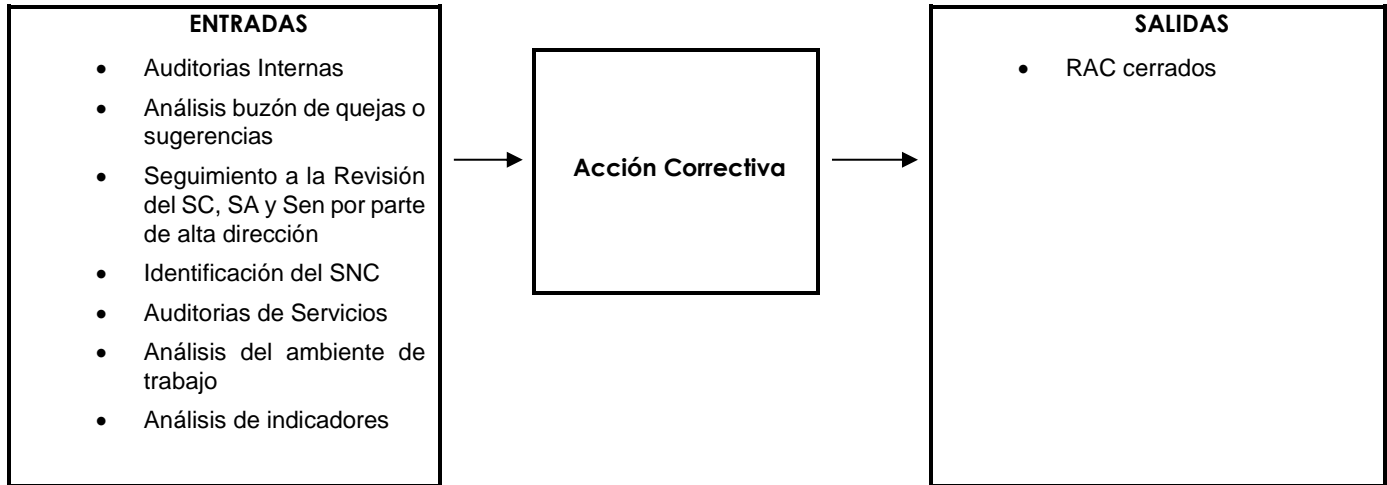 ENTRADAS
• Auditorias Internas
• Análisis buzón de quejas o
sugerencias
• Seguimiento a la Revisión
del SC, SA y Sen por parte
de alta dirección
• Identificación del SNC
• Auditorias de Servicios
• Análisis del ambiente de
trabajo
• Análisis de indicadores
Acción Correctiva
SALIDAS
• RAC cerrados